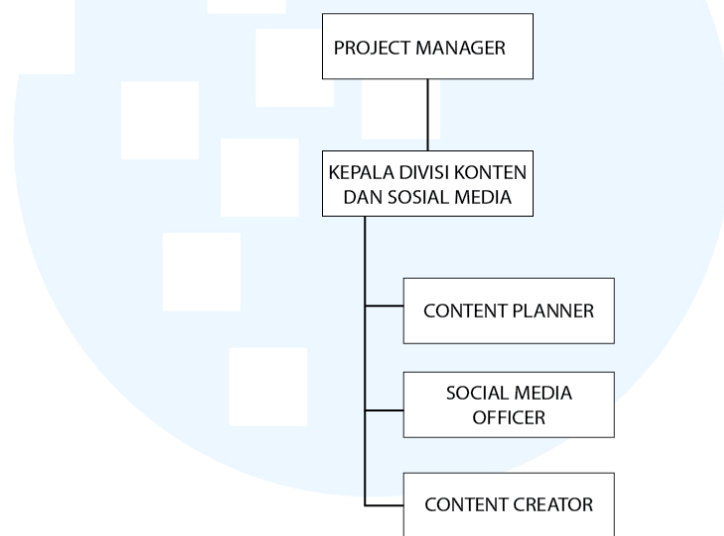 PROJECT MANAGER
KEPALA DIVISI KONTEN
DAN SOSIAL MEDIA
CONTENT PLANNER
SOCIAL MEDIA
OFFICER
CONTENT CREATOR